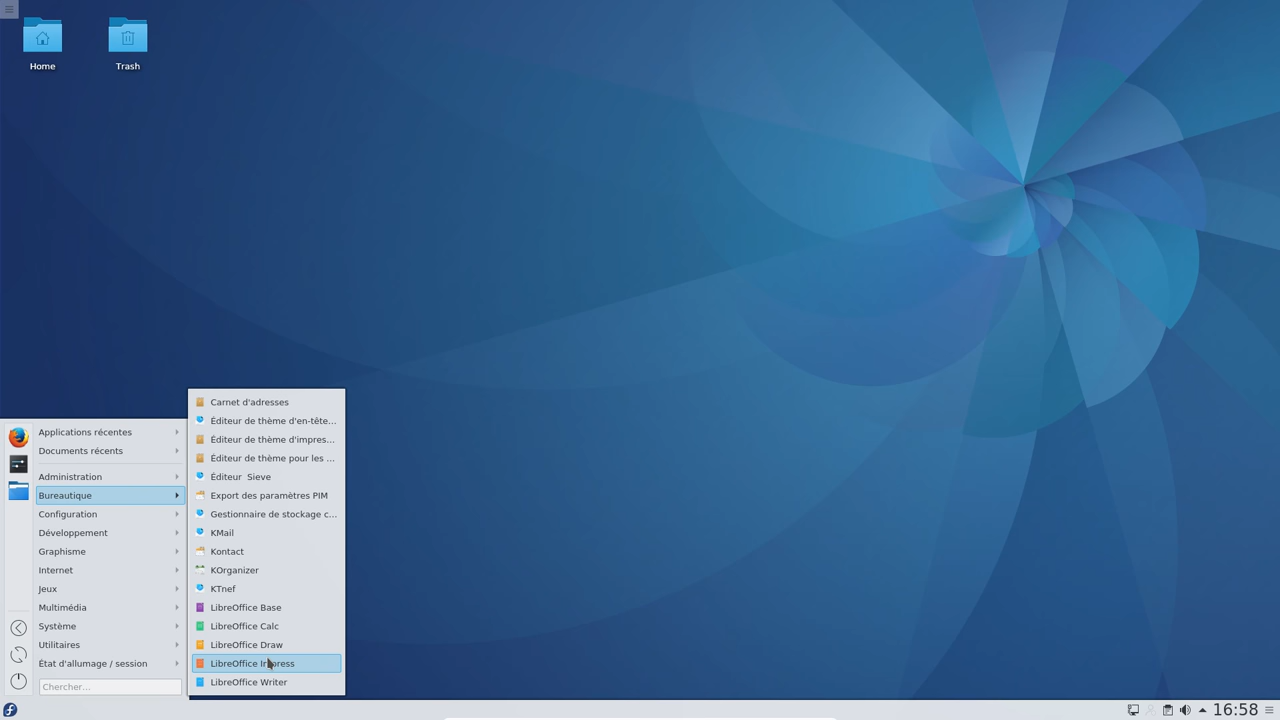 Home
Trash
Carnet d'adresses
Éditeur de thème d'en-tête...
Éditeur de thème d'impres...
Éditeur de thème pour les ...
Éditeur Sieve
Export des paramètres PIM
Gestionnaire de stockage c...
KMail
Kontact
KOrganizer
KTnef
LibreOffice Base
LibreOffice Calc
LibreOffice Draw
LibreOffice Impress
LibreOffice Writer
Applications récentes
Documents récents
Administration
Bureautique
Configuration
Développement
Graphisme
Internet
Jeux
Multimédia
Système
Utilitaires
État d'allumage / session
Chercher...
16:58